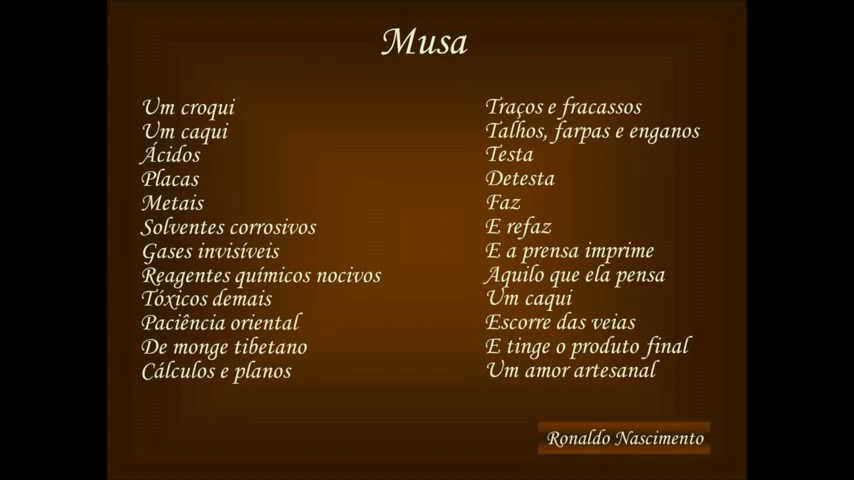 Musa
Um croqui
Um caqui
Ácidos
Placas
Metais
Solventes corrosivos
Gases invisíveis
Reagentes químicos nocivos
Tóxicos demais
Paciência oriental
De monge tibetano
Cálculos e planos
Traços e fracassos
Talhos, farpas e enganos
Testa
Detesta
Faz
E refaz
E a prensa imprime
Aquilo que ela pensa
Um caqui
Escorre das veias
E tinge o produto final
Um amor artesanal
Ronaldo Nascimento